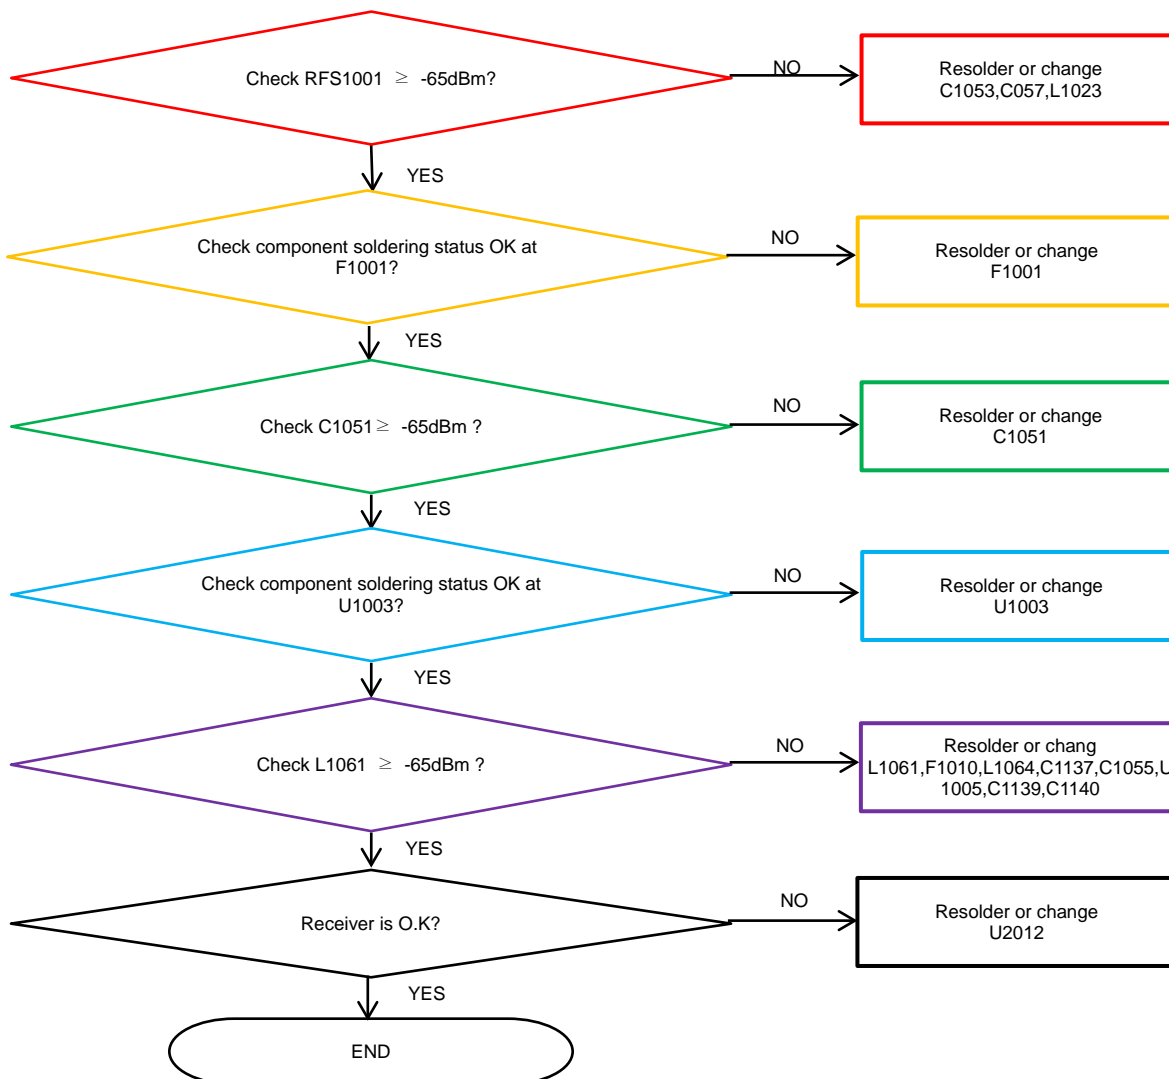 Check RFS1001 ≥ -65dBm?
NO
Resolder or change
C1053,C057,L1023
YES
Check component soldering status OK at
F1001?
NO
Resolder or change
F1001
YES
Check C1051≥ -65dBm ?
NO
Resolder or change
C1051
YES
Check component soldering status OK at
U1003?
NO
Resolder or change
U1003
YES
Check L1061 ≥ -65dBm ?
NO
Resolder or chang
L1061,F1010,L1064,C1137,C1055,U
1005,C1139,C1140
YES
Receiver is O.K?
NO
Resolder or change
U2012
YES
END